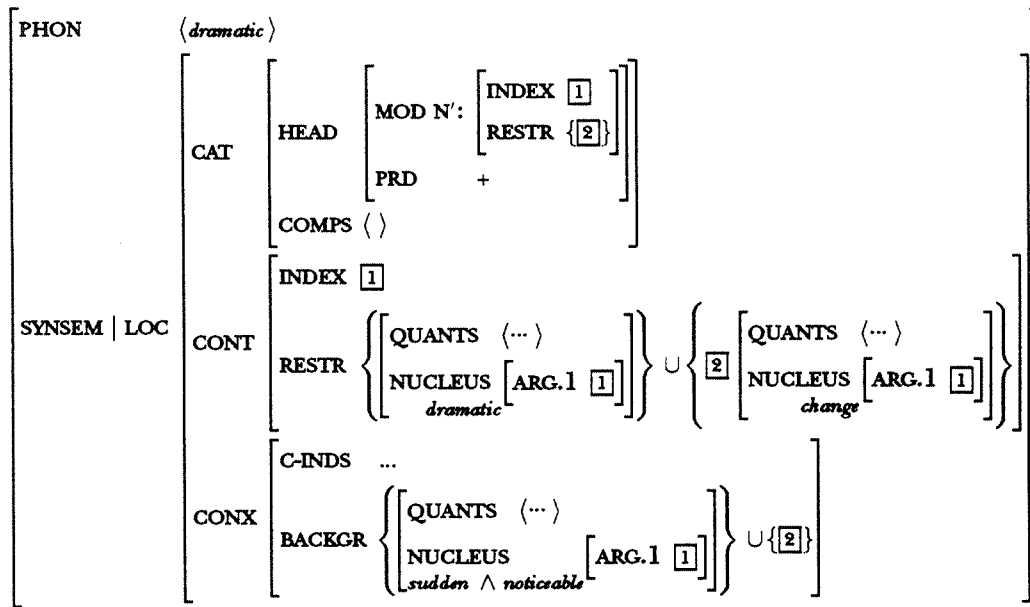 PHON ⟨dramatic⟩
INDEX [1]
MOD N′:
RESTR {[2]}
HEAD
CAT
PRD +
COMPS ⟨ ⟩
INDEX [1]
SYNSEM | LOC
QUANTS ⟨···⟩ QUANTS ⟨···⟩
CONT
RESTR ∪ [2]
NUCLEUS [ARG.1 [1]] NUCLEUS [ARG.1 [1]]
dramatic change
C-INDS ...
QUANTS ⟨···⟩
CONX
BACKGR ∪ {[2]}
NUCLEUS [ARG.1 [1]]
sudden ∧ noticeable